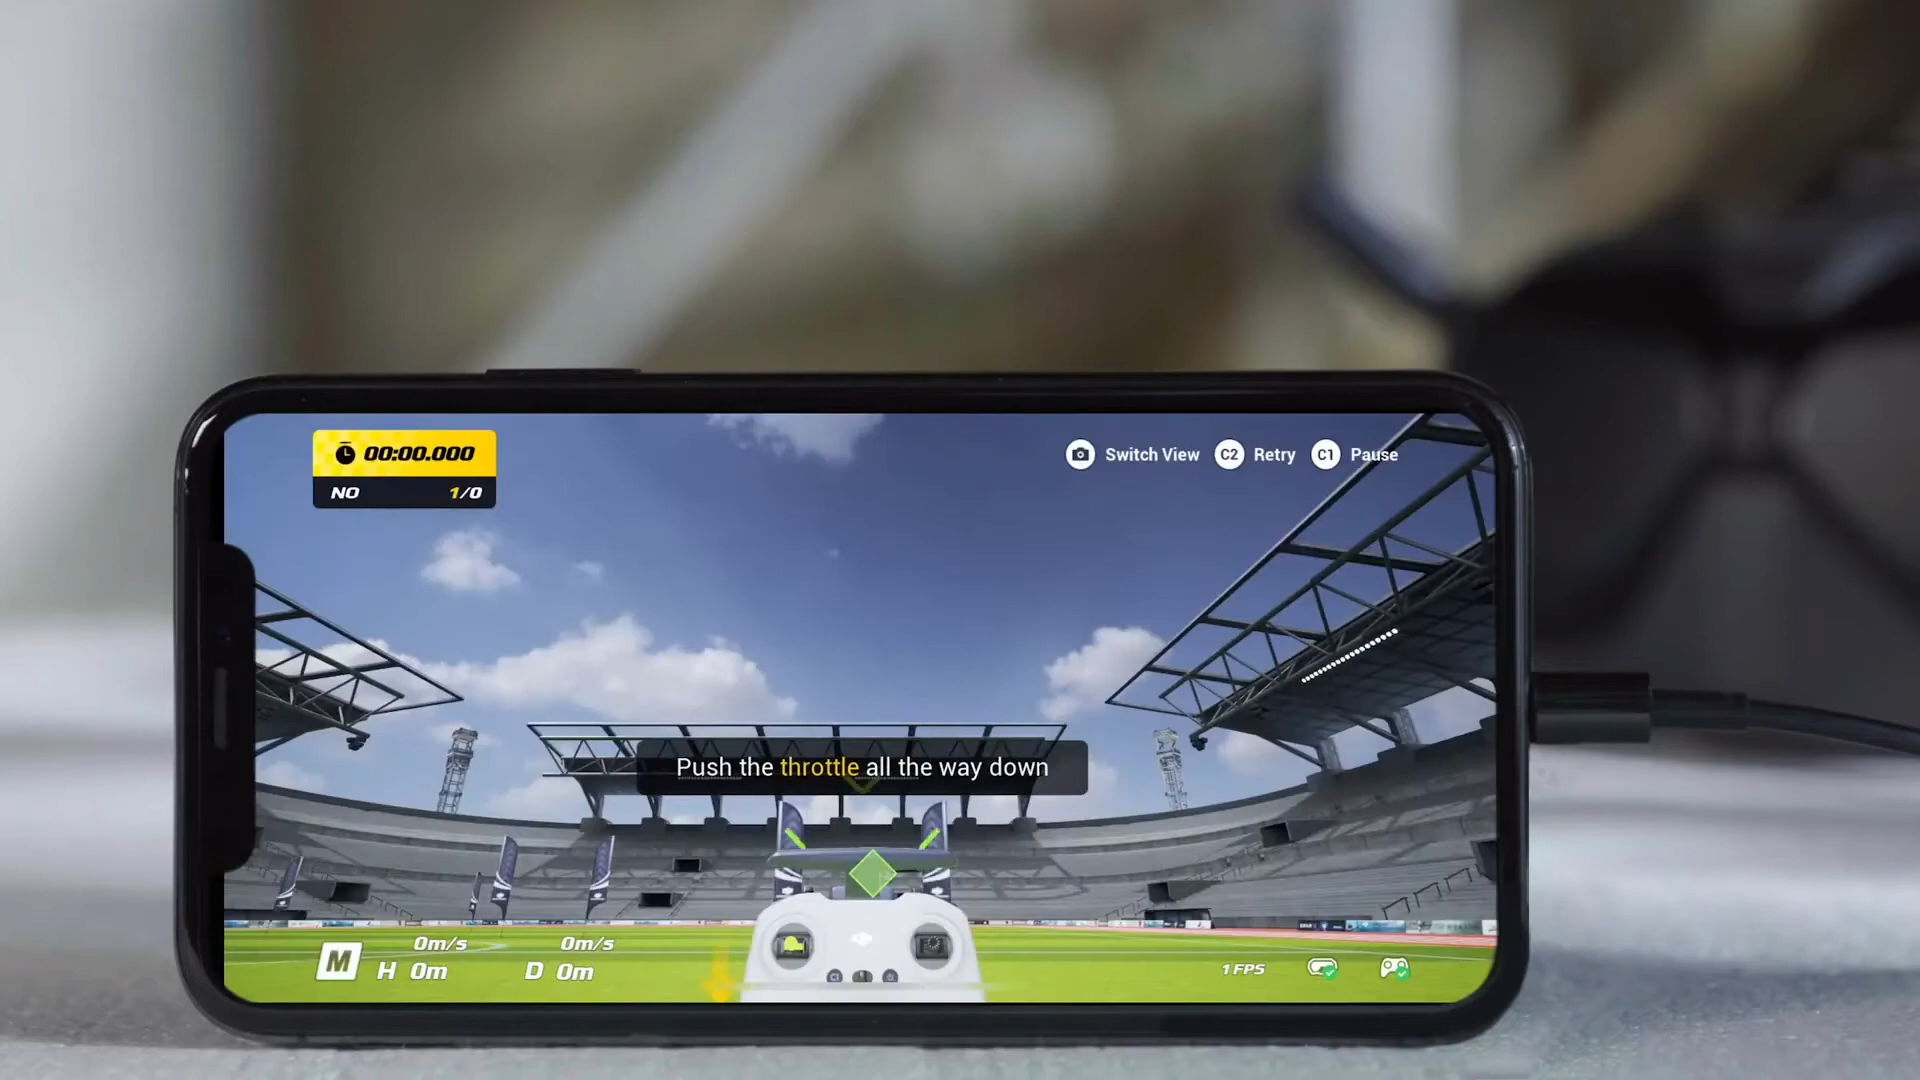 00:00.000
NO 1/0
Switch View C2 Retry C1 Pause
Push the throttle all the way down
M
0m/s 0m/s
H 0m D 0m
1 FPS
C1